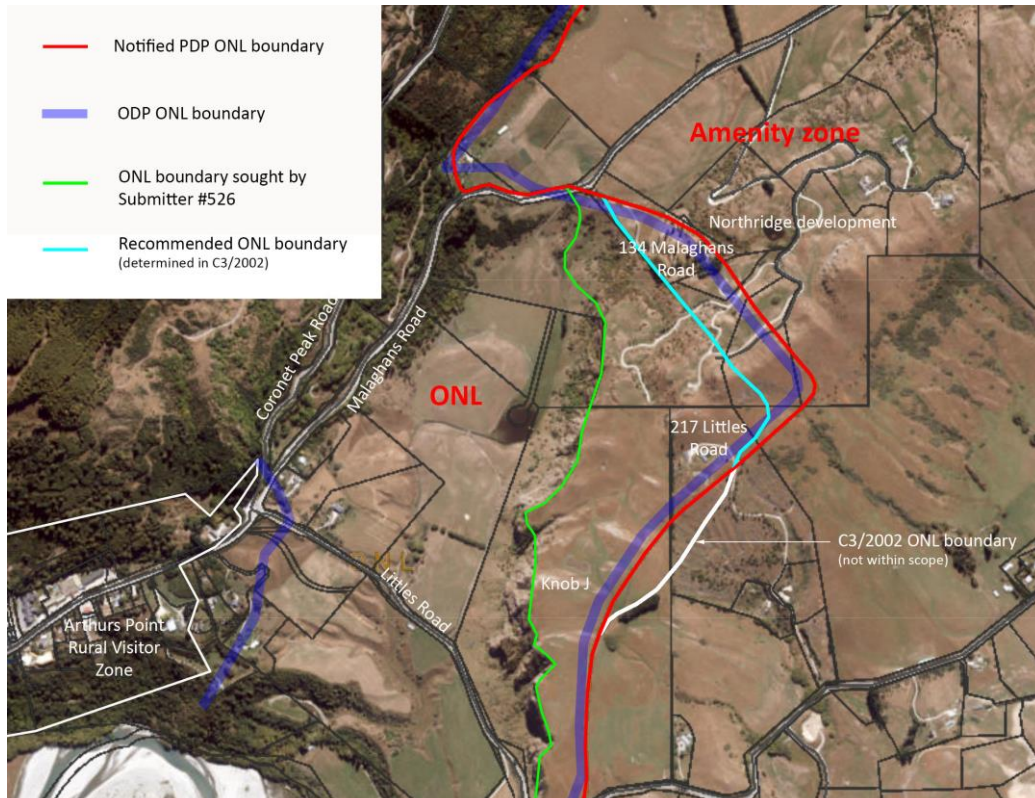 Notified PDP ONL boundary
ODP ONL boundary
ONL boundary sought by
Submitter #526
Recommended ONL boundary
(determined in C3/2002)
Amenity zone
Northridge development
134 Malaghans
Road
Coronet Peak Road
Malaghans Road
ONL
217 Littles
Road
C3/2002 ONL boundary
(not within scope)
ONL
Littles Road
Knob J
Arthurs Point
Rural Visitor
Zone